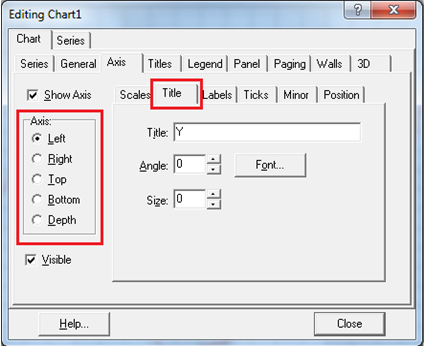 Editing Chart1
? X
Chart Series
Series General Axis Titles Legend Panel Paging Walls 3D
Show Axis
Scales Title Labels Ticks Minor Position
Axis:
Left
Right
Top
Bottom
Depth
Visible
Title: Y
Angle: 0 Font...
Size: 0
Help... Close